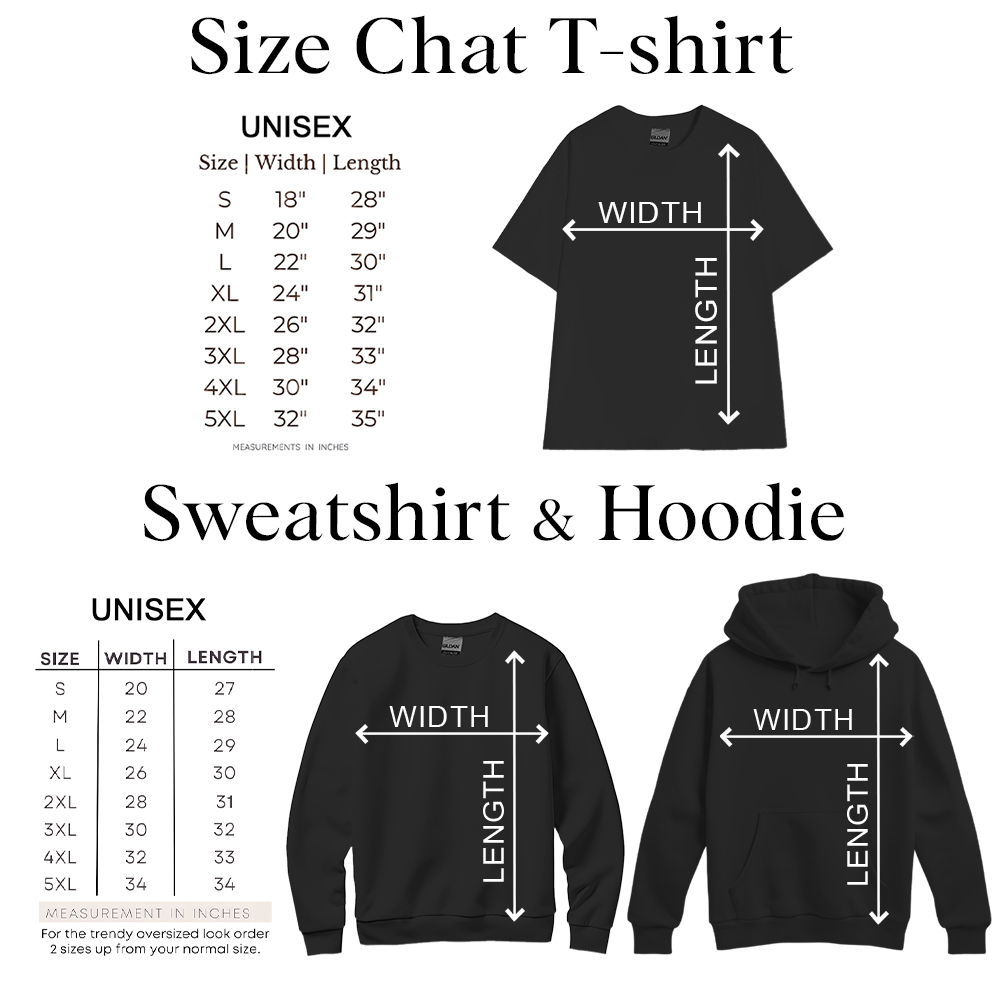 Size Chat T-shirt
UNISEX
Size | Width | Length
S 18" 28"
M 20" 29"
L 22" 30"
XL 24" 31"
2XL 26" 32"
3XL 28" 33"
4XL 30" 34"
5XL 32" 35"
MEASUREMENTS IN INCHES
WIDTH
LENGTH
Sweatshirt & Hoodie
UNISEX
SIZE WIDTH LENGTH
S 20 27
M 22 28
L 24 29
XL 26 30
2XL 28 31
3XL 30 32
4XL 32 33
5XL 34 34
MEASUREMENT IN INCHES
For the trendy oversized look order
2 sizes up from your normal size.
WIDTH
LENGTH
WIDTH
LENGTH